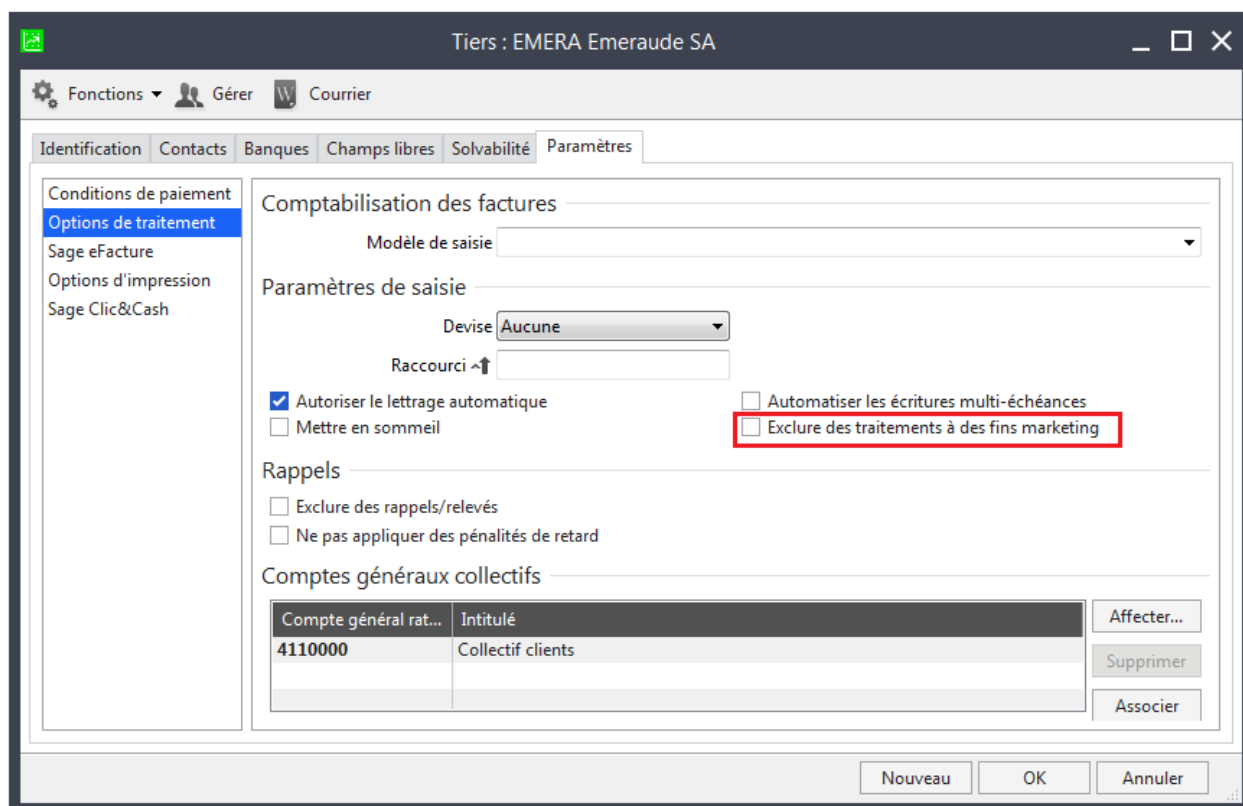 Tiers : EMERA Emeraude SA
Fonctions Gérer Courrier
Identification Contacts Banques Champs libres Solvabilité Paramètres
Conditions de paiement
Options de traitement
Sage eFacture
Options d'impression
Sage Clic&Cash
Comptabilisation des factures
Modèle de saisie
Paramètres de saisie
Devise Aucune
Raccourci
Autoriser le lettrage automatique Automatiser les écritures multi-échéances
Mettre en sommeil Exclure des traitements à des fins marketing
Rappels
Exclure des rappels/relevés
Ne pas appliquer des pénalités de retard
Comptes généraux collectifs
Compte général rat... Intitulé Affecter...
4110000 Collectif clients
Supprimer
Associer
Nouveau OK Annuler